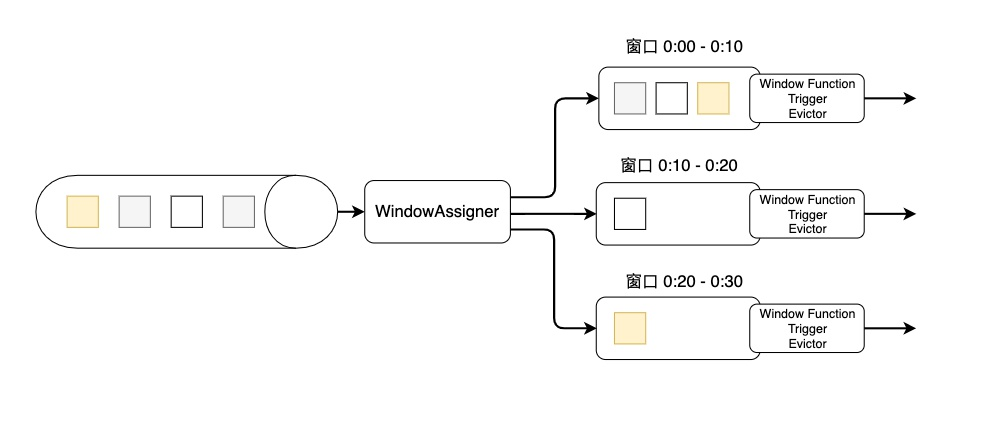 窗口 0:00 - 0:10
Window Function
Trigger
Evictor
窗口 0:10 - 0:20
WindowAssigner
Window Function
Trigger
Evictor
窗口 0:20 - 0:30
Window Function
Trigger
Evictor